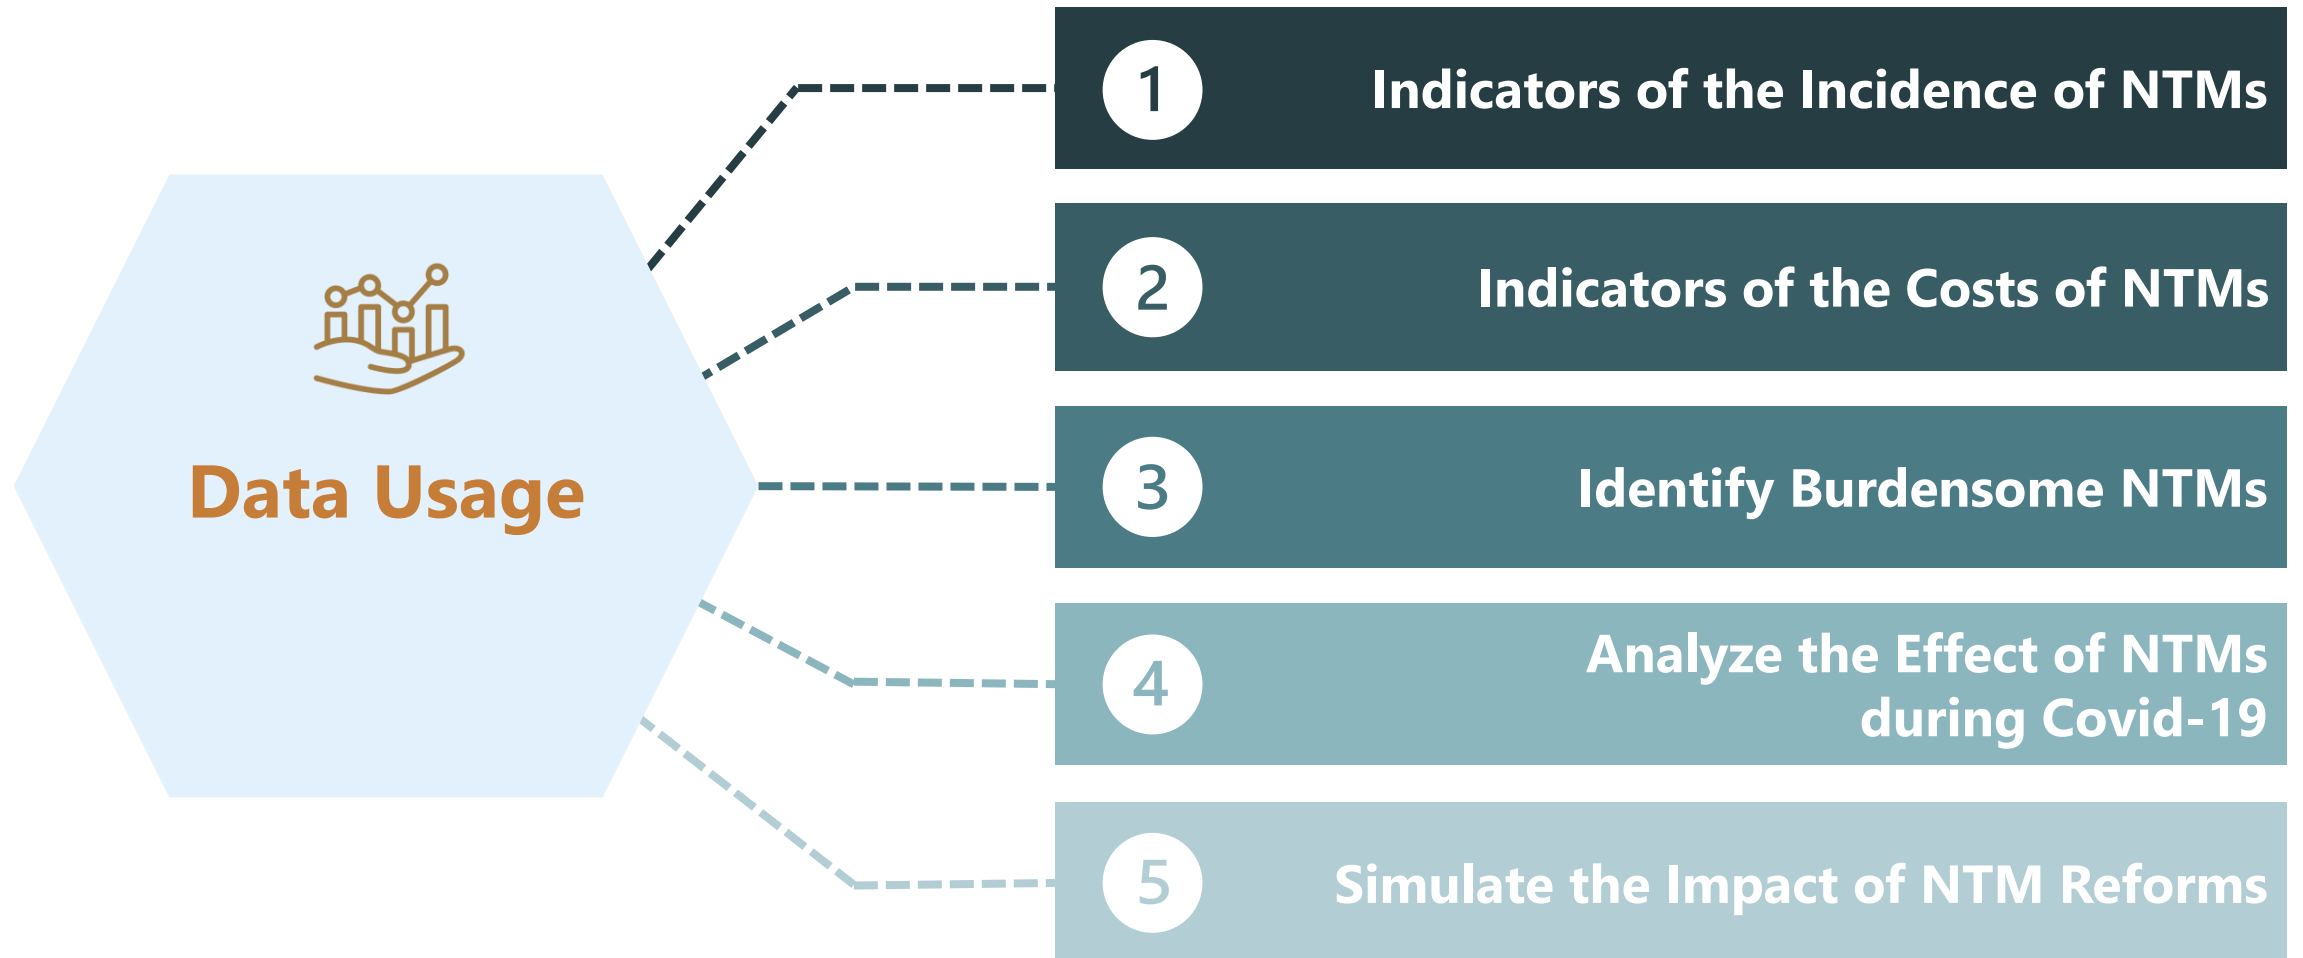 Data Usage
1
Indicators of the Incidence of NTMs
2
Indicators of the Costs of NTMs
3
Identify Burdensome NTMs
4
Analyze the Effect of NTMs
during Covid-19
5
Simulate the Impact of NTM Reforms